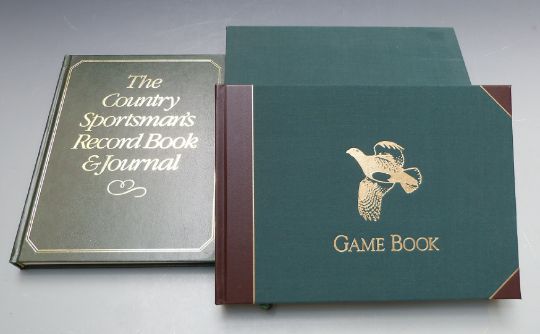 The
Country
Sportsman's
Record Book
& Journal
GAME BOOK